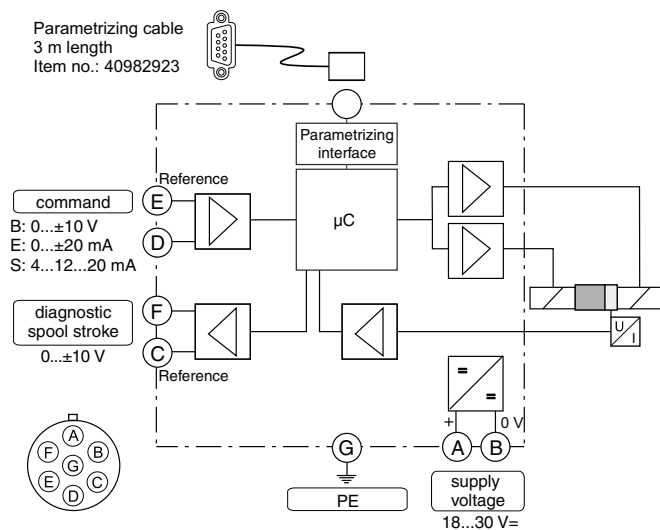 Parametrizing cable
3 m length
Item no.: 40982923
Parametrizing
interface
Reference
command
E
D
B: 0...±10 V
E: 0...±20 mA
S: 4...12...20 mA
µC
diagnostic
spool stroke
0...±10 V
F
C
Reference
U
I
=
=
+
0 V
A
F
B
G
E
C
D
G
A
B
PE
supply
voltage
18...30 V=